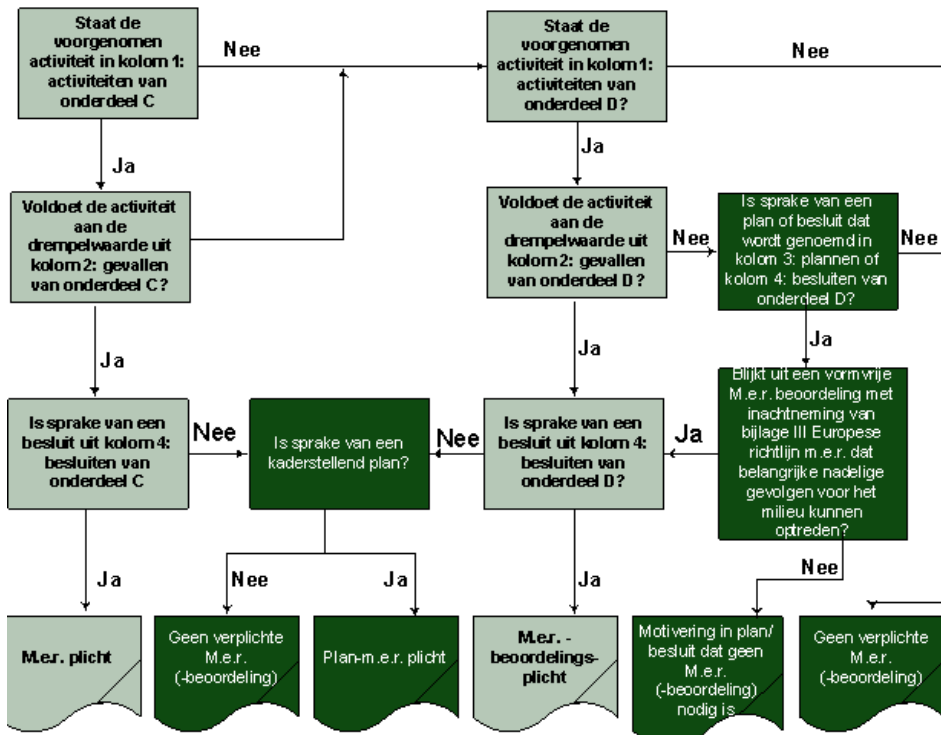 Staat de
voorgenomen
activiteit in kolom 1:
activiteiten van
onderdeel C
Nee
Staat de
voorgenomen
activiteit in kolom 1:
activiteiten van
onderdeel D?
Nee
Ja
Ja
Voldoet de activiteit
aan de
drempelwaarde uit
kolom 2: gevallen
van onderdeel C?
Voldoet de activiteit
aan de
drempelwaarde uit
kolom 2: gevallen
van onderdeel D?
Nee
Is sprake van een
plan of besluit dat
wordt genoemd in
kolom 3: plannen of
kolom 4: besluiten van
onderdeel D?
Nee
Ja
Ja
Ja
Is sprake van een
besluit uit kolom 4:
besluiten van
onderdeel C
Nee
Is sprake van een
kaderstellend plan?
Nee
Is sprake van een
besluit uit kolom 4:
besluiten van
onderdeel D?
Ja
Blijkt uit een vormvrije
M.e.r. beoordeling met
inachtneming van
bijlage III Europese
richtlijn m.e.r. dat
belangrijke nadelige
gevolgen voor het
milieu kunnen
optreden?
Ja
Nee
Ja
Ja
Nee
M.e.r. plicht
Geen verplichte
M.e.r.
(-beoordeling)
Plan-m.e.r. plicht
M.e.r. -
beoordelings-
plicht
Motivering in plan/
besluit dat geen
M.e.r.
(-beoordeling)
nodig is
Geen verplichte
M.e.r.
(-beoordeling)